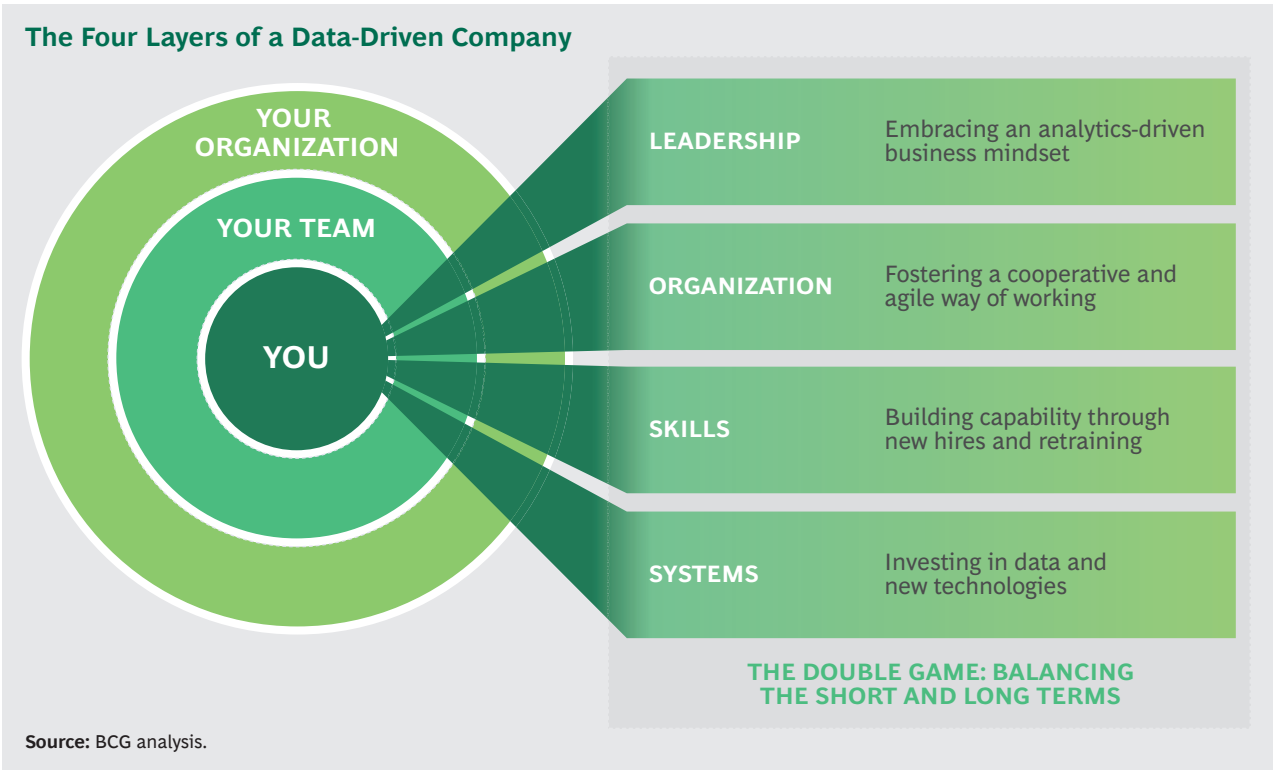 The Four Layers of a Data-Driven Company
YOUR
ORGANIZATION
YOUR TEAM
YOU
LEADERSHIP
Embracing an analytics-driven
business mindset
ORGANIZATION
Fostering a cooperative and
agile way of working
SKILLS
Building capability through
new hires and retraining
SYSTEMS
Investing in data and
new technologies
THE DOUBLE GAME: BALANCING
THE SHORT AND LONG TERMS
Source: BCG analysis.